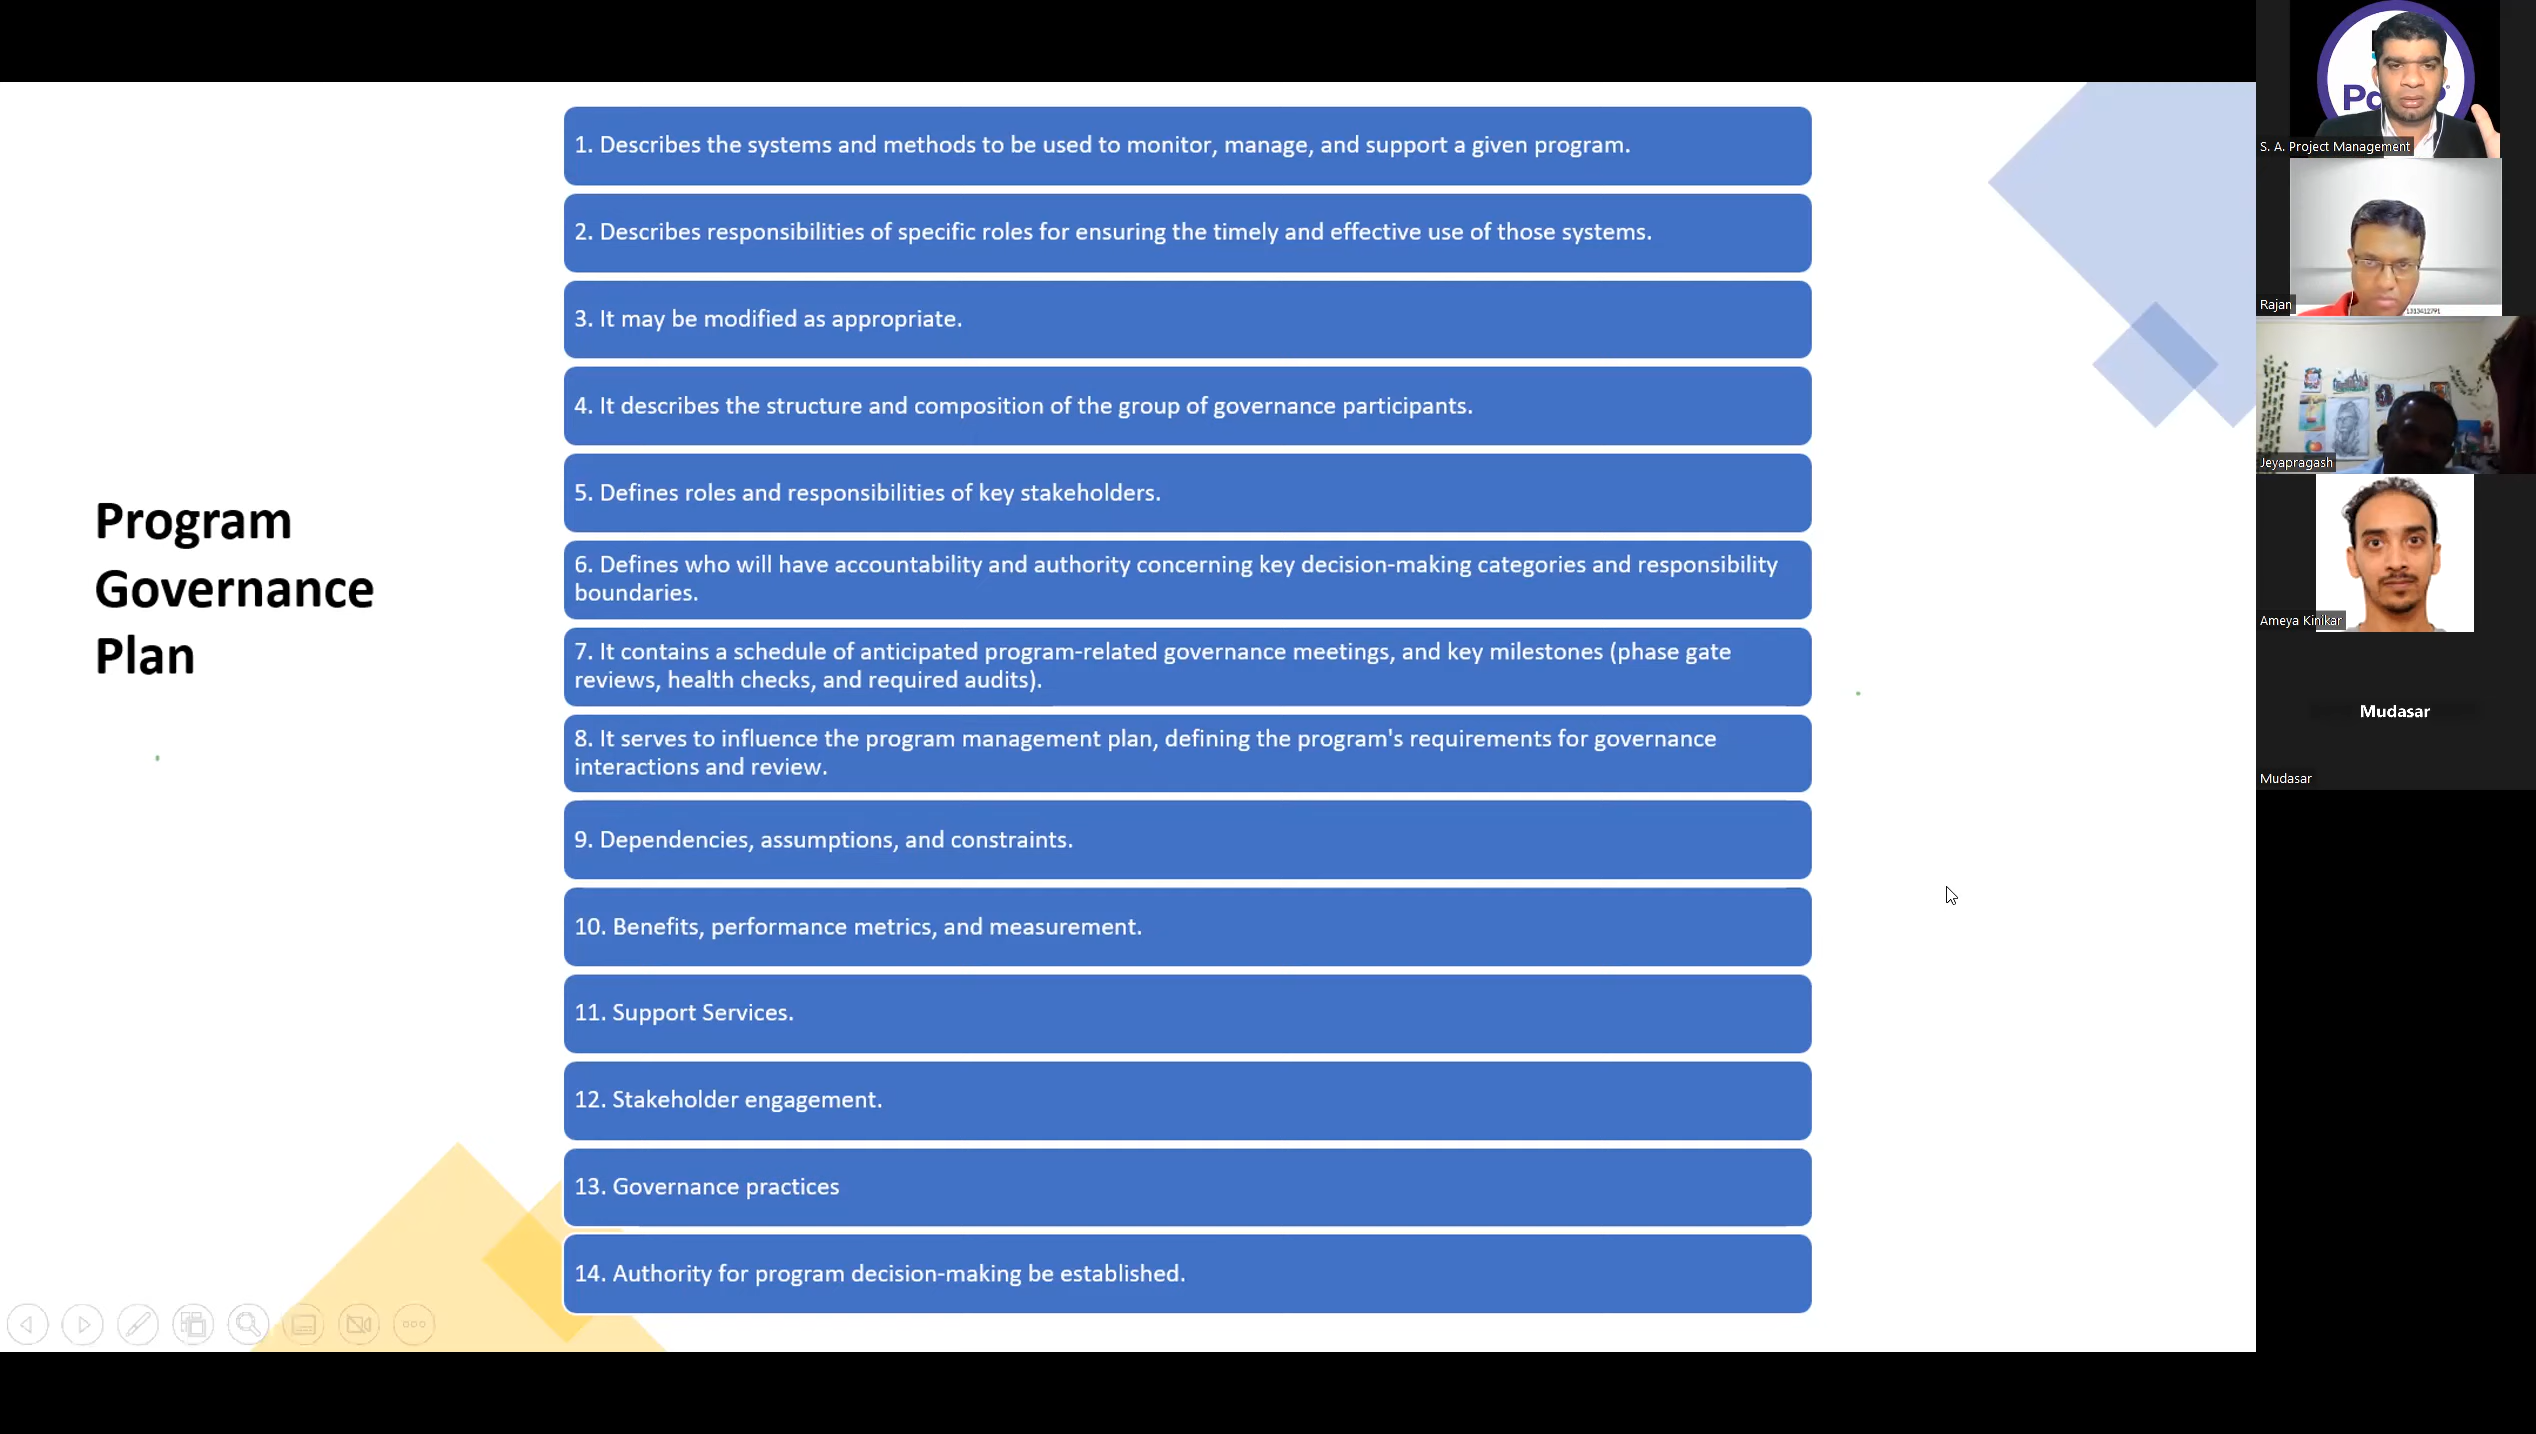 Program
Governance
Plan
1. Describes the systems and methods to be used to monitor, manage, and support a given program.
2. Describes responsibilities of specific roles for ensuring the timely and effective use of those systems.
3. It may be modified as appropriate.
4. It describes the structure and composition of the group of governance participants.
5. Defines roles and responsibilities of key stakeholders.
6. Defines who will have accountability and authority concerning key decision-making categories and responsibility
boundaries.
7. It contains a schedule of anticipated program-related governance meetings, and key milestones (phase gate
reviews, health checks, and required audits).
8. It serves to influence the program management plan, defining the program's requirements for governance
interactions and review.
9. Dependencies, assumptions, and constraints.
10. Benefits, performance metrics, and measurement.
11. Support Services.
12. Stakeholder engagement.
13. Governance practices
14. Authority for program decision-making be established.
S. A. Project Management
Rajan
Jeyapragash
Ameya Kinikar
Mudasar
Mudasar